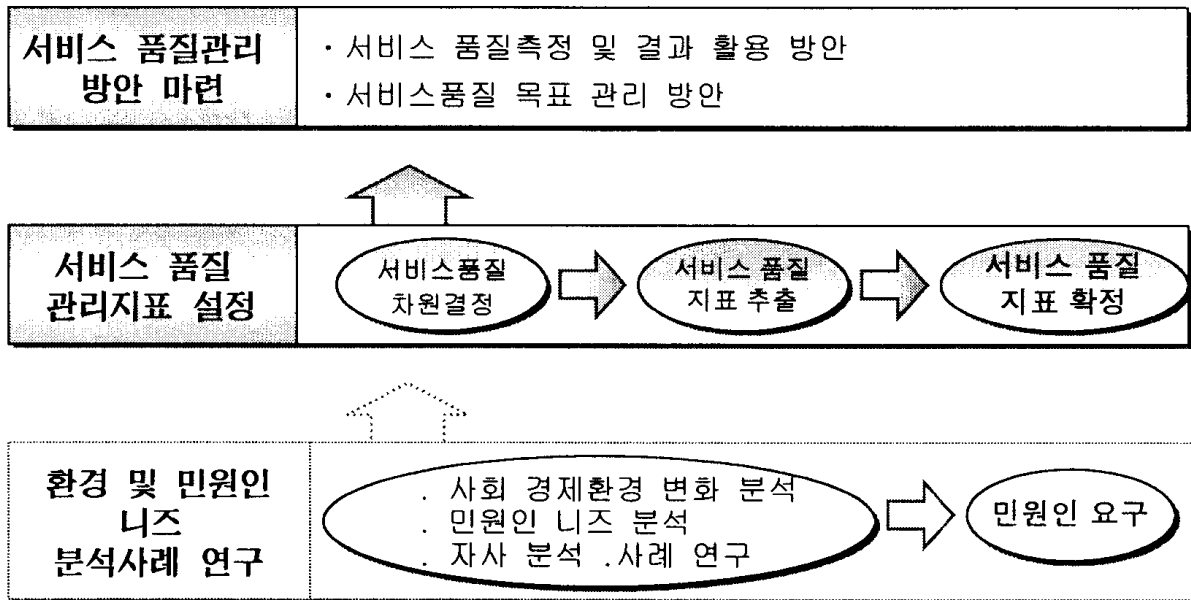 서비스 품질관리
방안 마련
· 서비스 품질측정 및 결과 활용 방안
· 서비스품질 목표 관리 방안
서비스 품질
관리지표 설정
서비스품질
차원결정
서비스 품질
지표 추출
서비스 품질
지표 확정
환경 및 민원인
니즈
분석사례 연구
. 사회 경제환경 변화 분석
. 민원인 니즈 분석
. 자사 분석 .사례 연구
민원인 요구